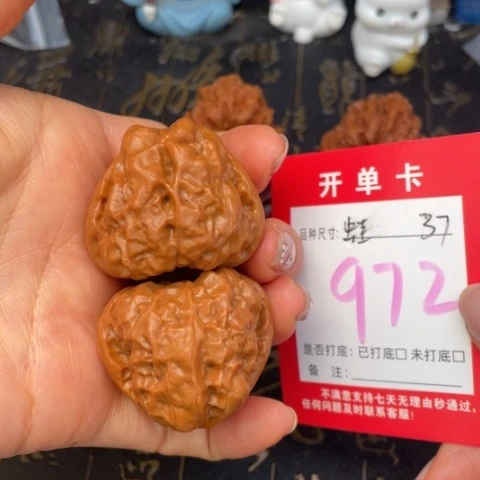 开单卡
品种尺寸: 蛙 37
972
是否打底: 已打底□ 未打底□
备 注:
不满意支持七天无理由秒通过,
任何问题及时联系客服!